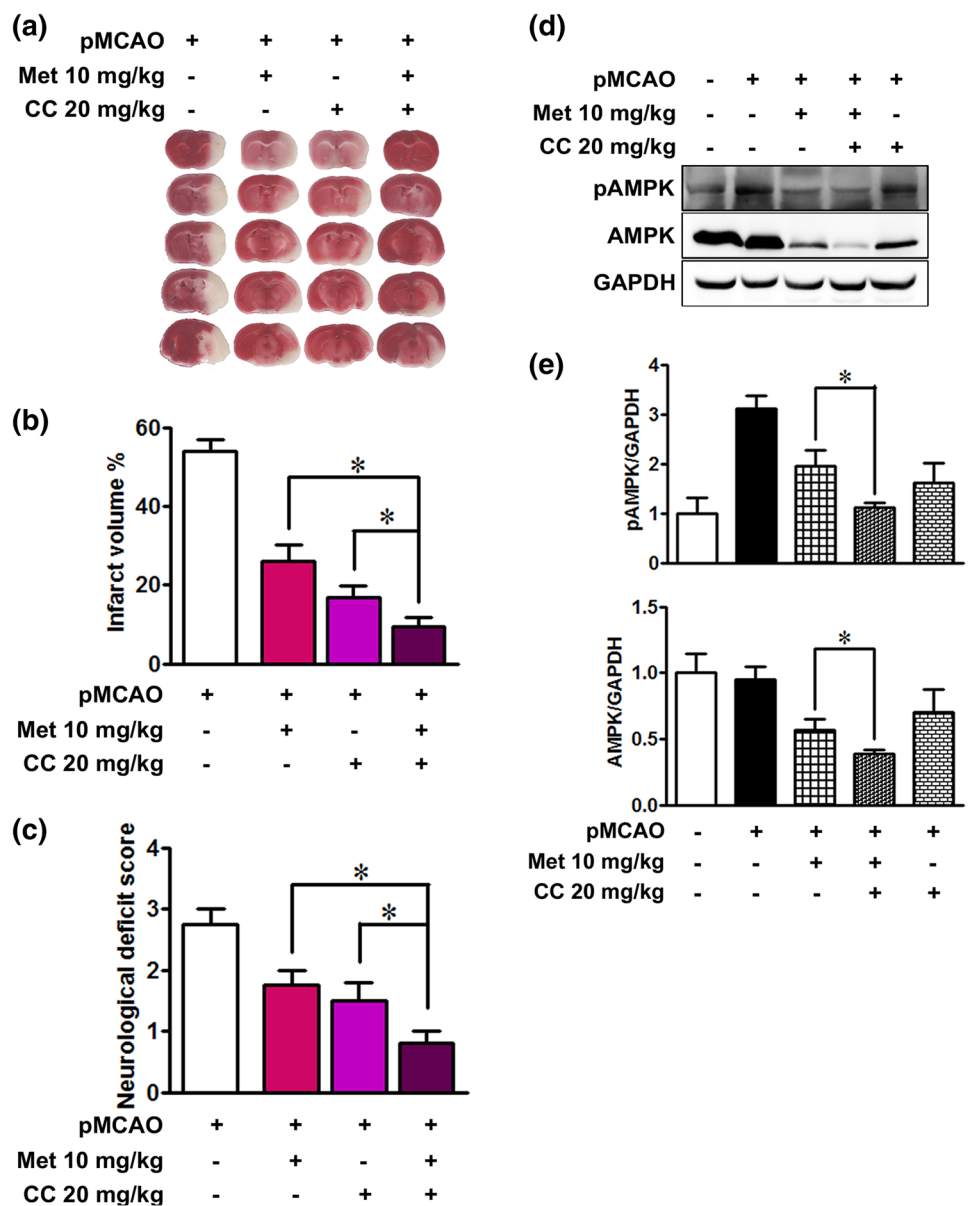 (a)
pMCAO + + + +
Met 10 mg/kg - + - +
CC 20 mg/kg - - + +
(b)
Infarct volume %
60
40
20
0
* *
pMCAO + + + +
Met 10 mg/kg - + - +
CC 20 mg/kg - - + +
(c)
Neurological deficit score
4
3
2
1
0
* *
pMCAO + + + +
Met 10 mg/kg - + - +
CC 20 mg/kg - - + +
(d)
pMCAO - + + + +
Met 10 mg/kg - - + + -
CC 20 mg/kg - - - + +
pAMPK
AMPK
GAPDH
(e)
pAMPK/GAPDH
4
3
2
1
0
*
AMPK/GAPDH
1.5
1.0
0.5
0.0
*
pMCAO - + + + +
Met 10 mg/kg - - + + -
CC 20 mg/kg - - - + +